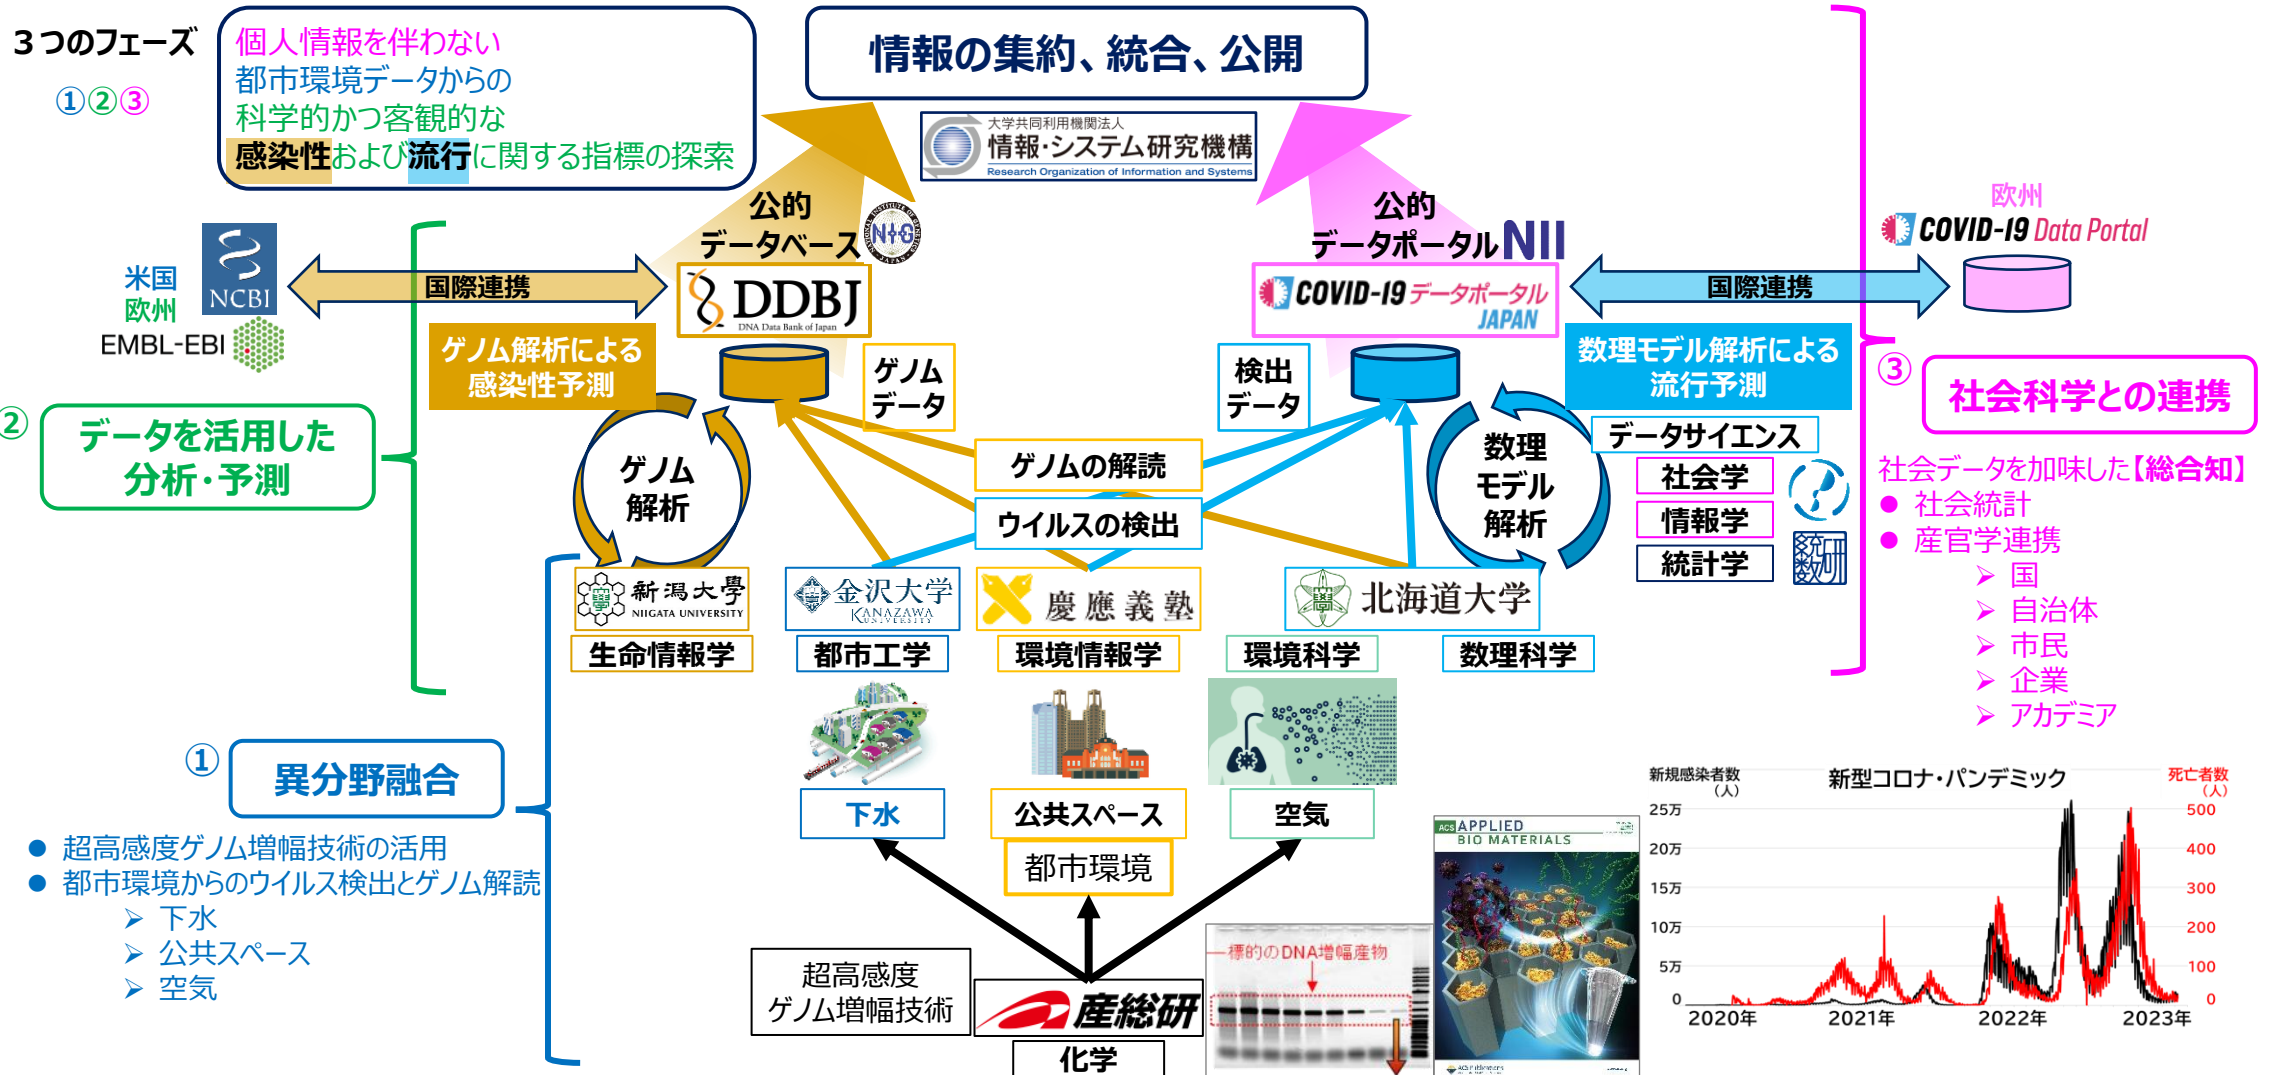 3つのフェーズ
①②③
個人情報を伴わない
都市環境データからの
科学的かつ客観的な
感染性および流行に関する指標の探索
情報の集約、統合、公開
大学共同利用機関法人
情報・システム研究機構
Research Organization of Information and Systems
公的
データベース
DDBJ
DNA Data Bank of Japan
公的
データポータル
NII
COVID-19 データポータル
JAPAN
欧州
COVID-19 Data Portal
米国
欧州
NCBI
EMBL-EBI
国際連携
国際連携
ゲノム解析による
感染性予測
ゲノム
データ
検出
データ
数理モデル解析による
流行予測
②
データを活用した
分析・予測
ゲノム
解析
ゲノムの解読
ウイルスの検出
数理
モデル
解析
データサイエンス
社会学
情報学
統計学
統数研
③
社会科学との連携
社会データを加味した【総合知】
● 社会統計
● 産官学連携
➢ 国
➢ 自治体
➢ 市民
➢ 企業
➢ アカデミア
新潟大學
NIIGATA UNIVERSITY
金沢大学
KANAZAWA
UNIVERSITY
慶應義塾
北海道大学
生命情報学
都市工学
環境情報学
環境科学
数理科学
①
異分野融合
● 超高感度ゲノム増幅技術の活用
● 都市環境からのウイルス検出とゲノム解読
➢ 下水
➢ 公共スペース
➢ 空気
下水
公共スペース
空気
都市環境
超高感度
ゲノム増幅技術
産総研
化学
標的のDNA増幅産物
ACS APPLIED
BIO MATERIALS
新規感染者数
(人)
新型コロナ・パンデミック
死亡者数
(人)
25万
500
20万
400
15万
300
10万
200
5万
100
0
0
2020年
2021年
2022年
2023年